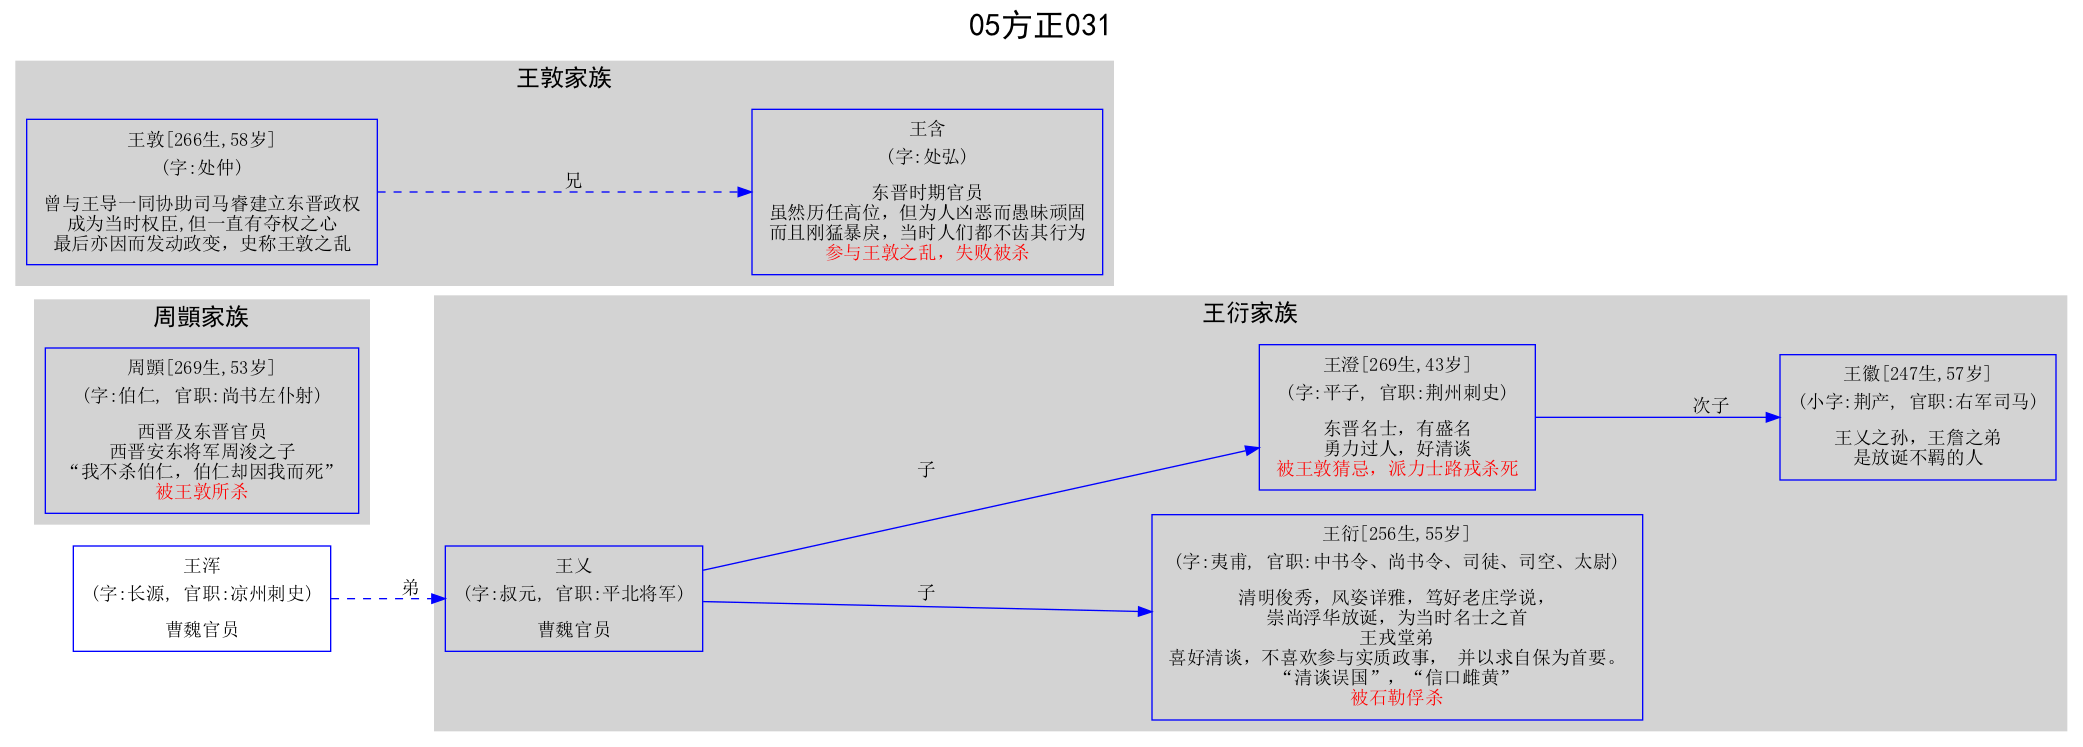 05方正031
王敦家族
王敦[266生,58岁]
(字:处仲)
曾与王导一同协助司马睿建立东晋政权
成为当时权臣,但一直有夺权之心
最后亦因而发动政变，史称王敦之乱
兄
王含
(字:处弘)
东晋时期官员
虽然历任高位，但为人凶恶而愚昧顽固
而且刚猛暴戾，当时人们都不齿其行为
参与王敦之乱，失败被杀
周顗家族
周顗[269生,53岁]
(字:伯仁, 官职:尚书左仆射)
西晋及东晋官员
西晋安东将军周浚之子
“我不杀伯仁，伯仁却因我而死”
被王敦所杀
王浑
(字:长源, 官职:凉州刺史)
曹魏官员
弟
王衍家族
王乂
(字:叔元, 官职:平北将军)
曹魏官员
子
子
王澄[269生,43岁]
(字:平子, 官职:荆州刺史)
东晋名士，有盛名
勇力过人，好清谈
被王敦猜忌，派力士路戎杀死
次子
王徽[247生,57岁]
(小字:荆产, 官职:右军司马)
王乂之孙，王詹之弟
是放诞不羁的人
王衍[256生,55岁]
(字:夷甫, 官职:中书令、尚书令、司徒、司空、太尉)
清明俊秀，风姿详雅，笃好老庄学说，
崇尚浮华放诞，为当时名士之首
王戎堂弟
喜好清谈，不喜欢参与实质政事， 并以求自保为首要。
“清谈误国”，“信口雌黄”
被石勒俘杀